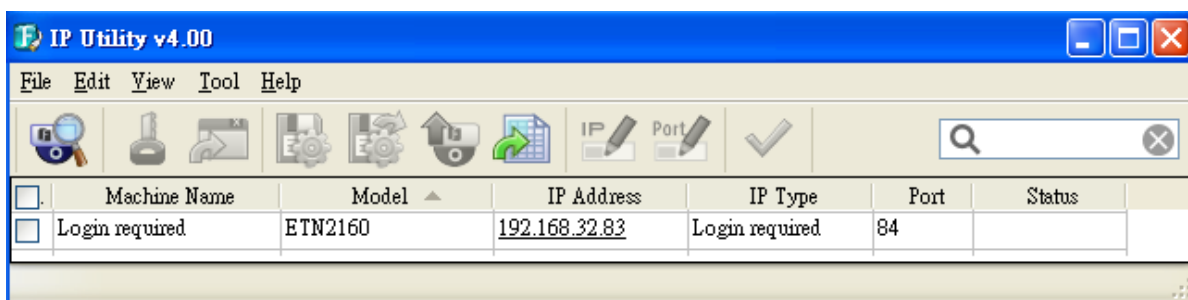 IP Utility v4.00
File Edit View Tool Help
IP Port
Machine Name Model IP Address IP Type Port Status
Login required ETN2160 192.168.32.83 Login required 84